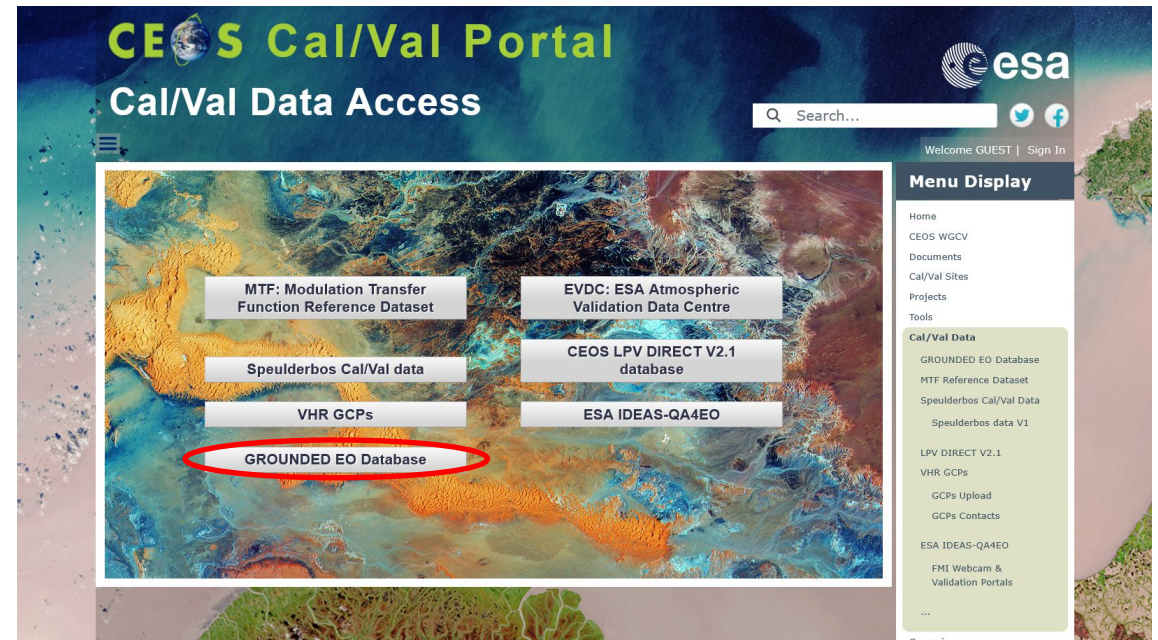 CEOS Cal/Val Portal
esa
Cal/Val Data Access
Search...
Welcome GUEST | Sign In
MTF: Modulation Transfer
Function Reference Dataset
EVDC: ESA Atmospheric
Validation Data Centre
Speulderbos Cal/Val data
CEOS LPV DIRECT V2.1
database
VHR GCPs
ESA IDEAS-QA4EO
GROUNDED EO Database
Menu Display
Home
CEOS WGCV
Documents
Cal/Val Sites
Projects
Tools
Cal/Val Data
GROUNDED EO Database
MTF Reference Dataset
Speulderbos Cal/Val Data
Speulderbos data V1
LPV DIRECT V2.1
VHR GCPs
GCPs Upload
GCPs Contacts
ESA IDEAS-QA4EO
FMI Webcam &
Validation Portals
...